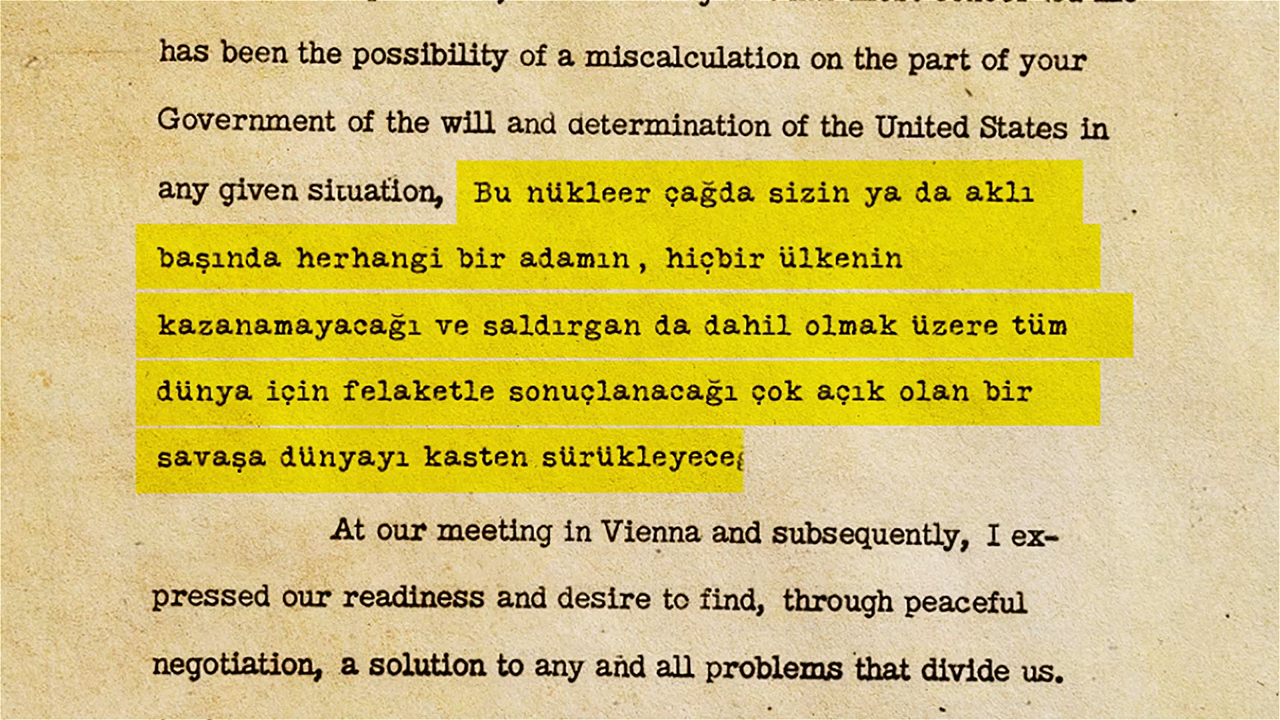 has been the possibility of a miscalculation on the part of your
Government of the will and determination of the United States in
any given situation, Bu nükleer çağda sizin ya da aklı
başında herhangi bir adamın, hiçbir ülkenin
kazanamayacağı ve saldırgan da dahil olmak üzere tüm
dünya için felaketle sonuçlanacağı çok açık olan bir
savaşa dünyayı kasten sürükleyece
At our meeting in Vienna and subsequently, I ex-
pressed our readiness and desire to find, through peaceful
negotiation, a solution to any and all problems that divide us.